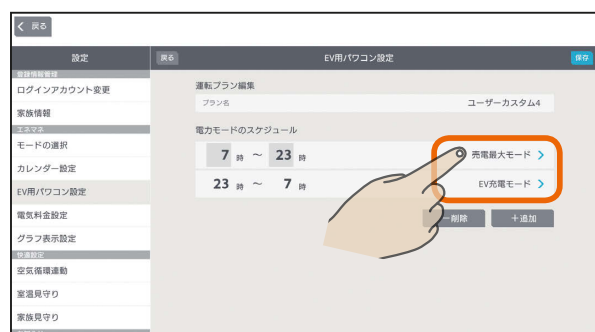 戻る
設定
戻る
EV用パワコン設定
保存
登録情報管理
ログインアカウント変更
家族情報
エネマネ
モードの選択
カレンダー設定
EV用パワコン設定
電気料金設定
グラフ表示設定
快適設定
空気循環連動
室温見守り
家族見守り
運転プラン編集
プラン名 ユーザーカスタム4
電力モードのスケジュール
7 時 ～ 23 時 売電最大モード
23 時 ～ 7 時 EV充電モード
－削除 ＋追加